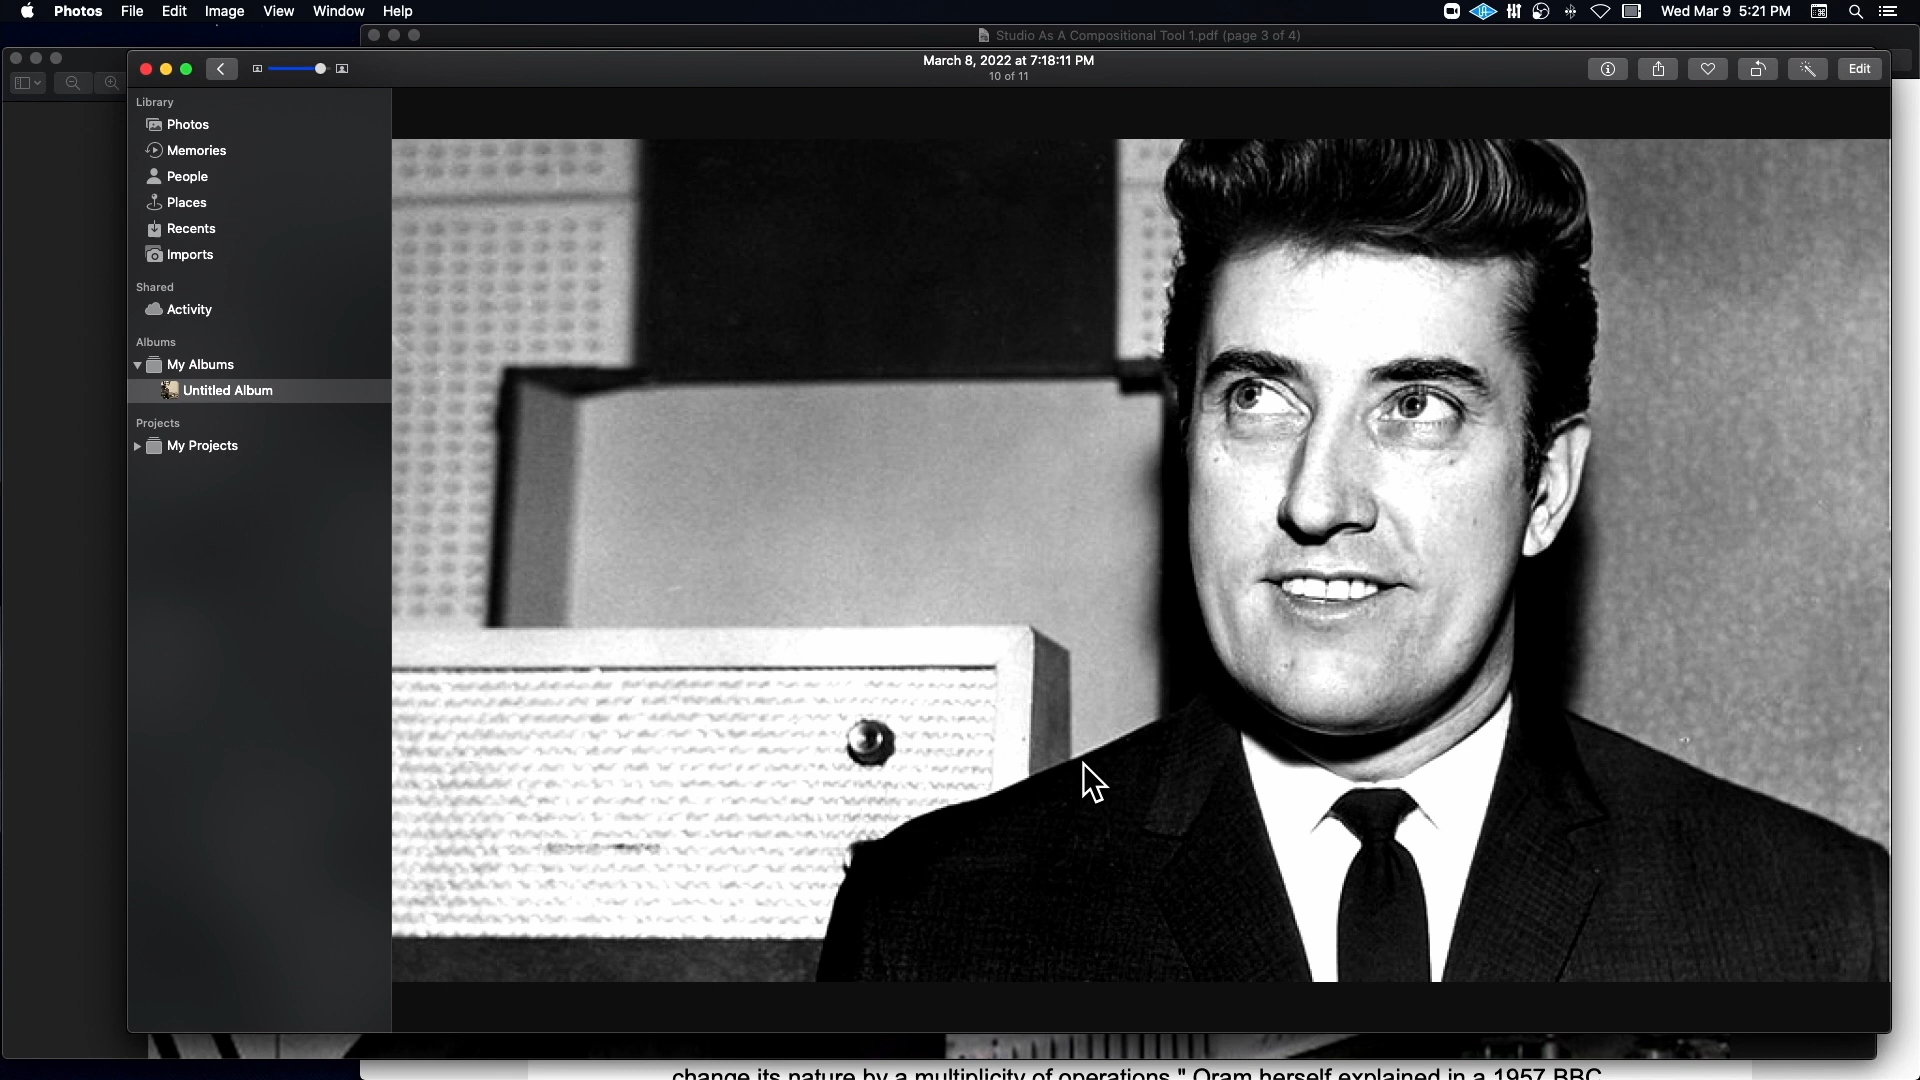 Photos File Edit Image View Window Help
Wed Mar 9 5:21 PM
Studio As A Compositional Tool 1.pdf (page 3 of 4)
March 8, 2022 at 7:18:11 PM
10 of 11
Edit
Library
Photos
Memories
People
Places
Recents
Imports
Shared
Activity
Albums
My Albums
Untitled Album
Projects
My Projects
change its nature by a multiplicity of operations." Oram herself explained in a 1957 BBC